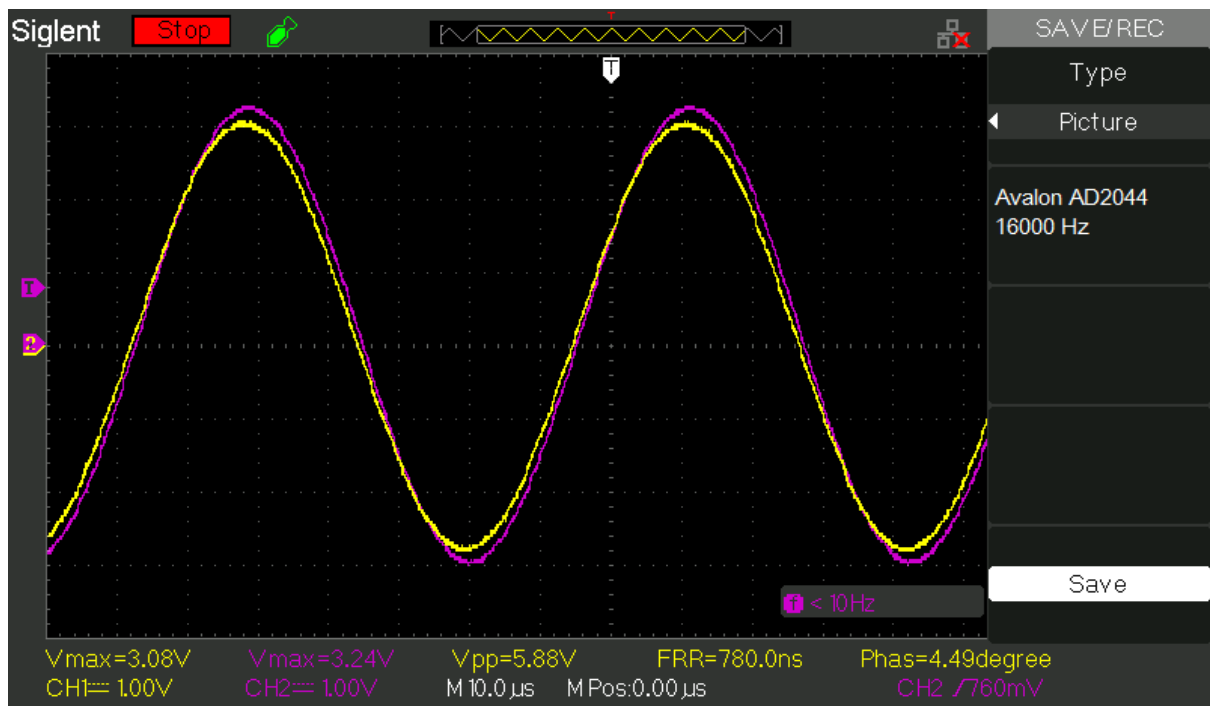 Siglent Stop T SAVE/REC
T
Type
Picture
Avalon AD2044
16000 Hz
T
2
Save
T < 10Hz
Vmax=3.08V Vmax=3.24V Vpp=5.88V FRR=780.0ns Phas=4.49degree
CH1 1.00V CH2 1.00V M 10.0 μs M Pos:0.00 μs CH2 760mV